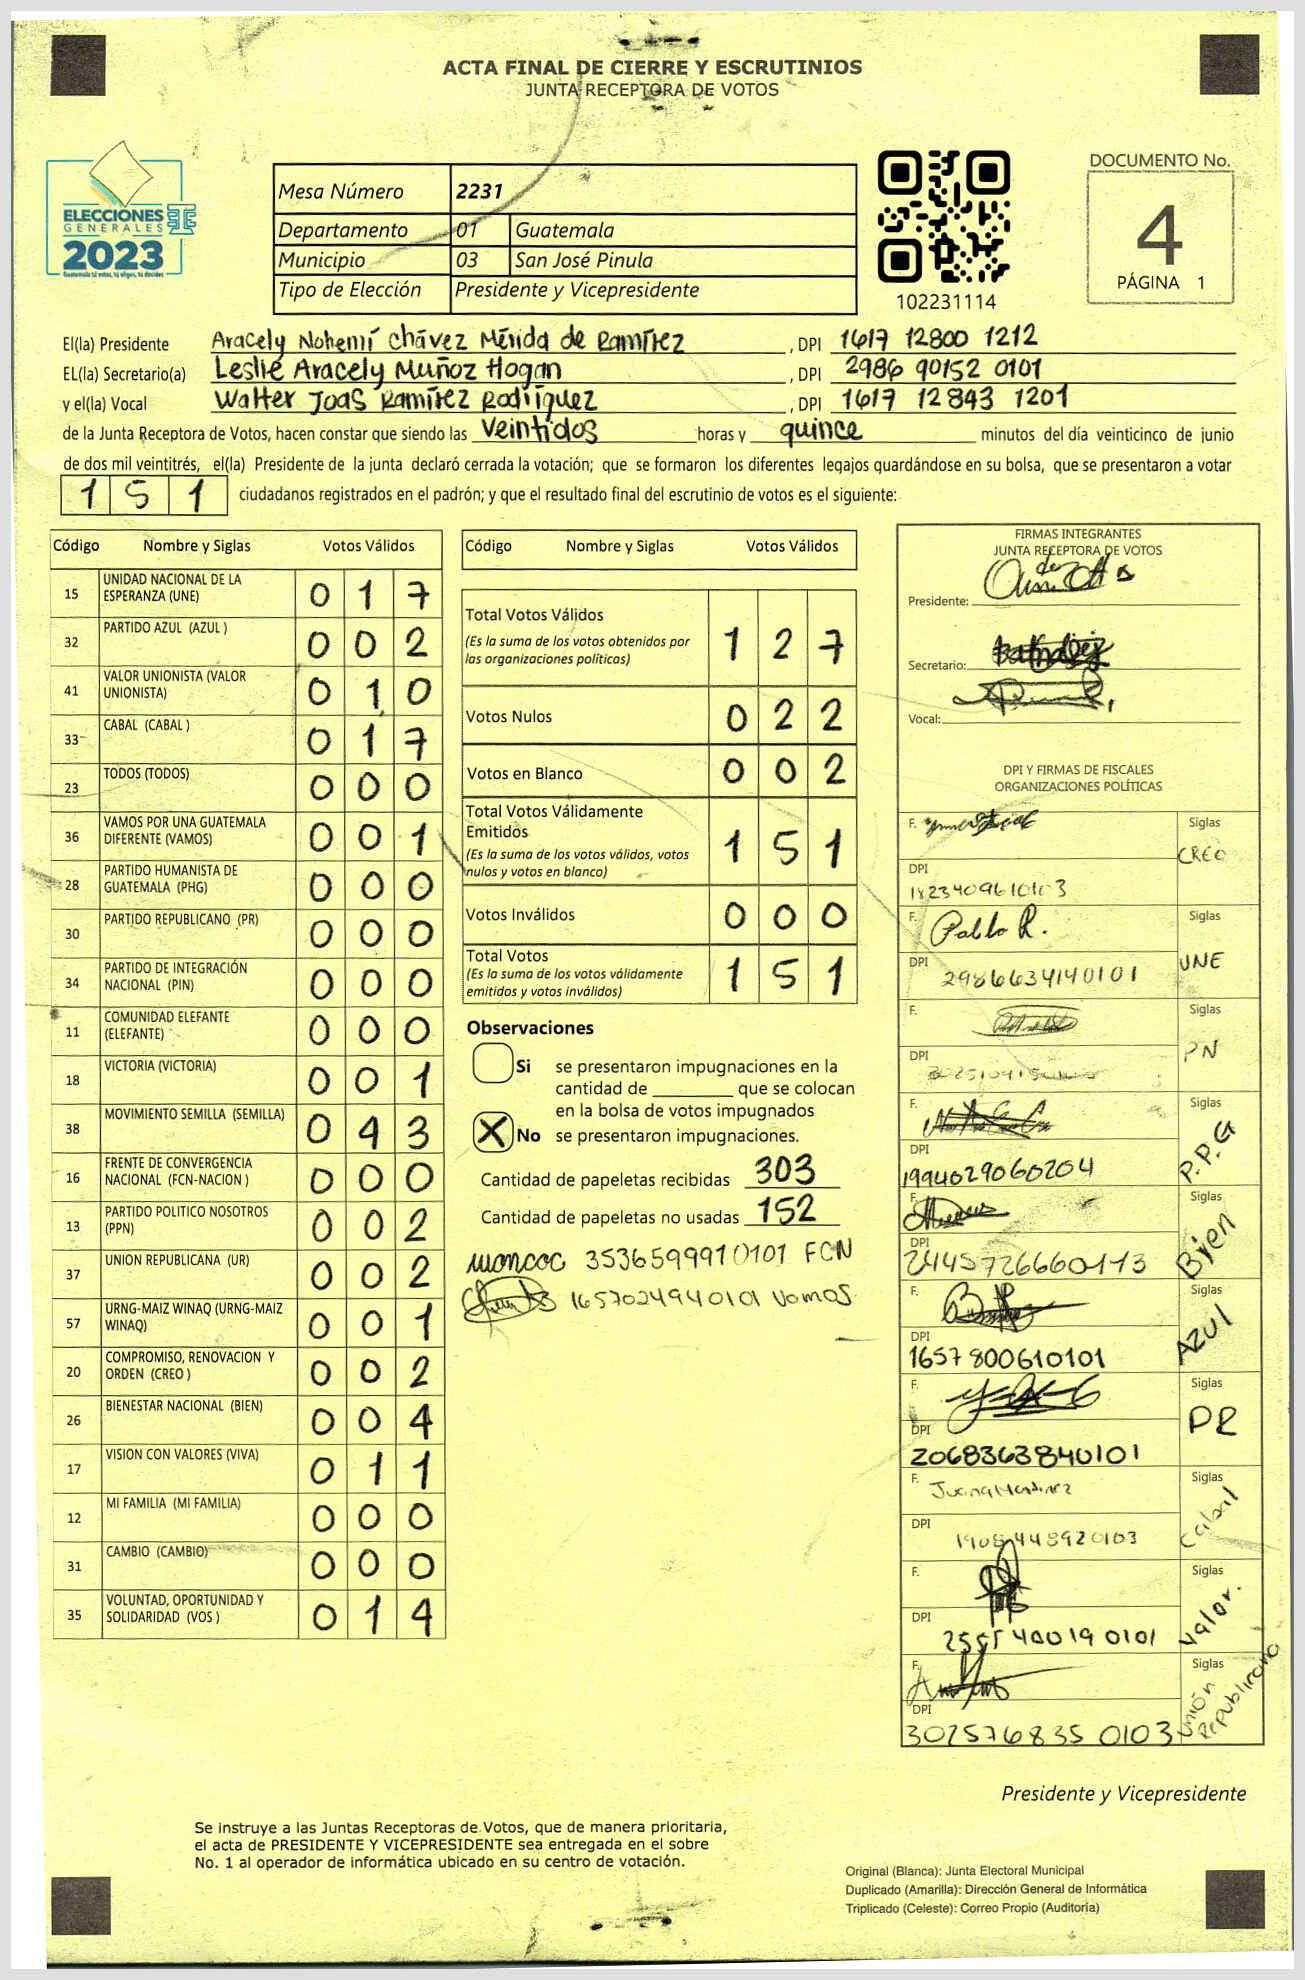 ACTA FINAL DE CIERRE Y ESCRUTINIOS
JUNTA RECEPTORA DE VOTOS
ELECCIONES
GENERALES
2023
Guatemala tú votas, tú eliges, tú decides
Mesa Número 2231
Departamento 01 Guatemala
Municipio 03 San José Pinula
Tipo de Elección Presidente y Vicepresidente
102231114
DOCUMENTO No.
4
PÁGINA 1
El(la) Presidente Aracely Nohemí Chávez Mérida de Ramírez, DPI 1617 12800 1212
EL(la) Secretario(a) Leslie Aracely Muñoz Hogan, DPI 2986 90152 0101
y el(la) Vocal Walter Joas Ramírez Rodríguez, DPI 1617 12843 1201
de la Junta Receptora de Votos, hacen constar que siendo las Veintidos horas y quince minutos del día veinticinco de junio
de dos mil veintitrés, el(la) Presidente de la junta declaró cerrada la votación; que se formaron los diferentes legajos guardándose en su bolsa, que se presentaron a votar
151 ciudadanos registrados en el padrón; y que el resultado final del escrutinio de votos es el siguiente:
Código Nombre y Siglas Votos Válidos
15 UNIDAD NACIONAL DE LA ESPERANZA (UNE) 0 1 7
32 PARTIDO AZUL (AZUL ) 0 0 2
41 VALOR UNIONISTA (VALOR UNIONISTA) 0 1 0
33 CABAL (CABAL ) 0 1 7
23 TODOS (TODOS) 0 0 0
36 VAMOS POR UNA GUATEMALA DIFERENTE (VAMOS) 0 0 1
28 PARTIDO HUMANISTA DE GUATEMALA (PHG) 0 0 0
30 PARTIDO REPUBLICANO (PR) 0 0 0
34 PARTIDO DE INTEGRACIÓN NACIONAL (PIN) 0 0 0
11 COMUNIDAD ELEFANTE (ELEFANTE) 0 0 0
18 VICTORIA (VICTORIA) 0 0 1
38 MOVIMIENTO SEMILLA (SEMILLA) 0 4 3
16 FRENTE DE CONVERGENCIA NACIONAL (FCN-NACION ) 0 0 0
13 PARTIDO POLITICO NOSOTROS (PPN) 0 0 2
37 UNION REPUBLICANA (UR) 0 0 2
57 URNG-MAIZ WINAQ (URNG-MAIZ WINAQ) 0 0 1
20 COMPROMISO, RENOVACION Y ORDEN (CREO ) 0 0 2
26 BIENESTAR NACIONAL (BIEN) 0 0 4
17 VISION CON VALORES (VIVA) 0 1 1
12 MI FAMILIA (MI FAMILIA) 0 0 0
31 CAMBIO (CAMBIO) 0 0 0
35 VOLUNTAD, OPORTUNIDAD Y SOLIDARIDAD (VOS ) 0 1 4
Código Nombre y Siglas Votos Válidos
Total Votos Válidos 1 2 7
(Es la suma de los votos obtenidos por las organizaciones políticas)
Votos Nulos 0 2 2
Votos en Blanco 0 0 2
Total Votos Válidamente Emitidos 1 5 1
(Es la suma de los votos válidos, votos nulos y votos en blanco)
Votos Inválidos 0 0 0
Total Votos 1 5 1
(Es la suma de los votos válidamente emitidos y votos inválidos)
Observaciones
Si se presentaron impugnaciones en la
cantidad de que se colocan
en la bolsa de votos impugnados
X No se presentaron impugnaciones.
Cantidad de papeletas recibidas 303
Cantidad de papeletas no usadas 152
3536599910101 FCN
1657024940101 Vamos
FIRMAS INTEGRANTES
JUNTA RECEPTORA DE VOTOS
Presidente:
Secretario:
Vocal:
DPI Y FIRMAS DE FISCALES
ORGANIZACIONES POLÍTICAS
F. Siglas CREO
DPI 1823409610103
F. Pablo R. Siglas UNE
DPI 2986634140101
F. Siglas PN
DPI
F. Siglas P.P.G
DPI 1994029060204
F. Siglas Bien
DPI 2445726660113
F. Siglas Azul
DPI 1657800610101
F. Siglas PR
DPI 2068363840101
F. Juana Martinez Siglas Cabal
DPI 1908448920103
F. Siglas Valor.
DPI 2555400190101
F. Siglas Unión Republicana
DPI 302576835 0103
Presidente y Vicepresidente
Se instruye a las Juntas Receptoras de Votos, que de manera prioritaria,
el acta de PRESIDENTE Y VICEPRESIDENTE sea entregada en el sobre
No. 1 al operador de informática ubicado en su centro de votación.
Original (Blanca): Junta Electoral Municipal
Duplicado (Amarilla): Dirección General de Informática
Triplicado (Celeste): Correo Propio (Auditoría)